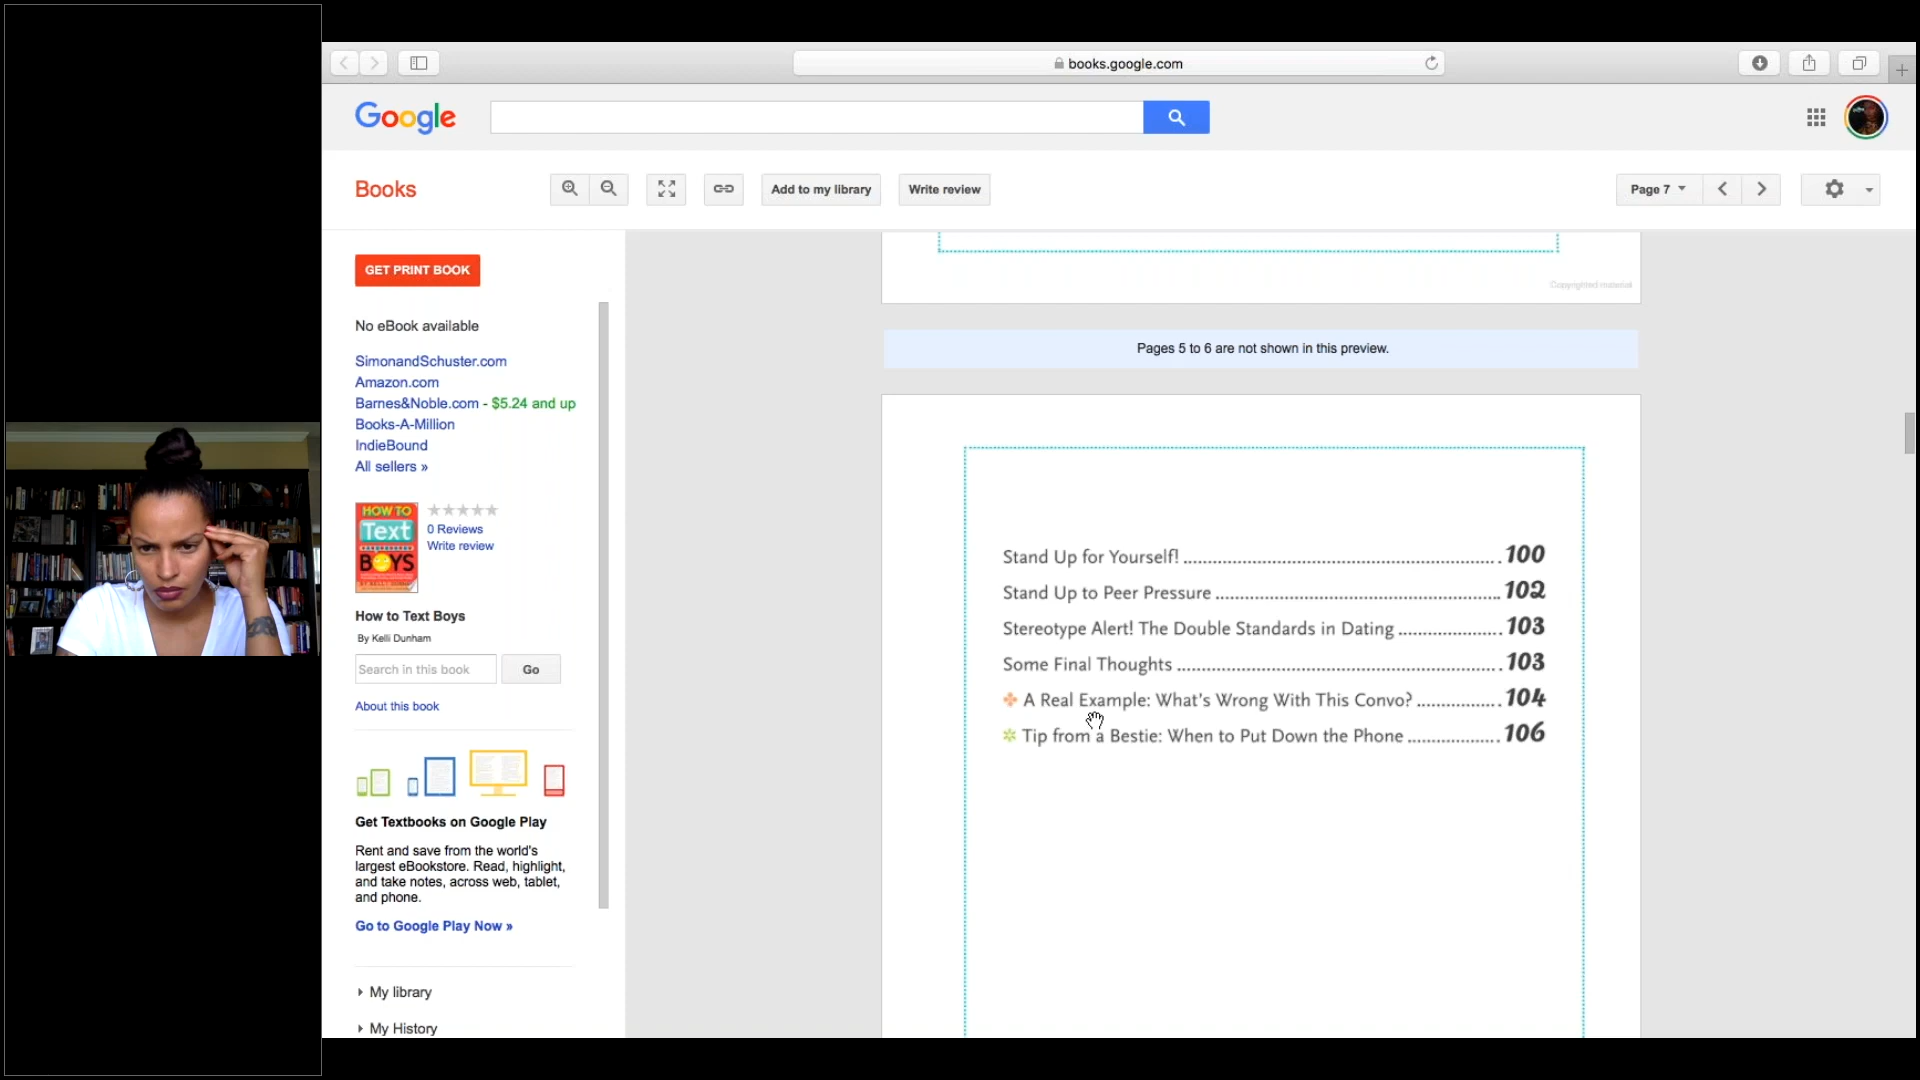 books.google.com
Google
Books
Add to my library
Write review
Page 7
GET PRINT BOOK
No eBook available
SimonandSchuster.com
Amazon.com
Barnes&Noble.com - $5.24 and up
Books-A-Million
IndieBound
All sellers »
HOW TO
Text
BOYS
0 Reviews
Write review
How to Text Boys
By Kelli Dunham
Search in this book
Go
About this book
Get Textbooks on Google Play
Rent and save from the world's
largest eBookstore. Read, highlight,
and take notes, across web, tablet,
and phone.
Go to Google Play Now »
My library
My History
Copyrighted material
Pages 5 to 6 are not shown in this preview.
Stand Up for Yourself! 100
Stand Up to Peer Pressure 102
Stereotype Alert! The Double Standards in Dating 103
Some Final Thoughts 103
A Real Example: What's Wrong With This Convo? 104
Tip from a Bestie: When to Put Down the Phone 106